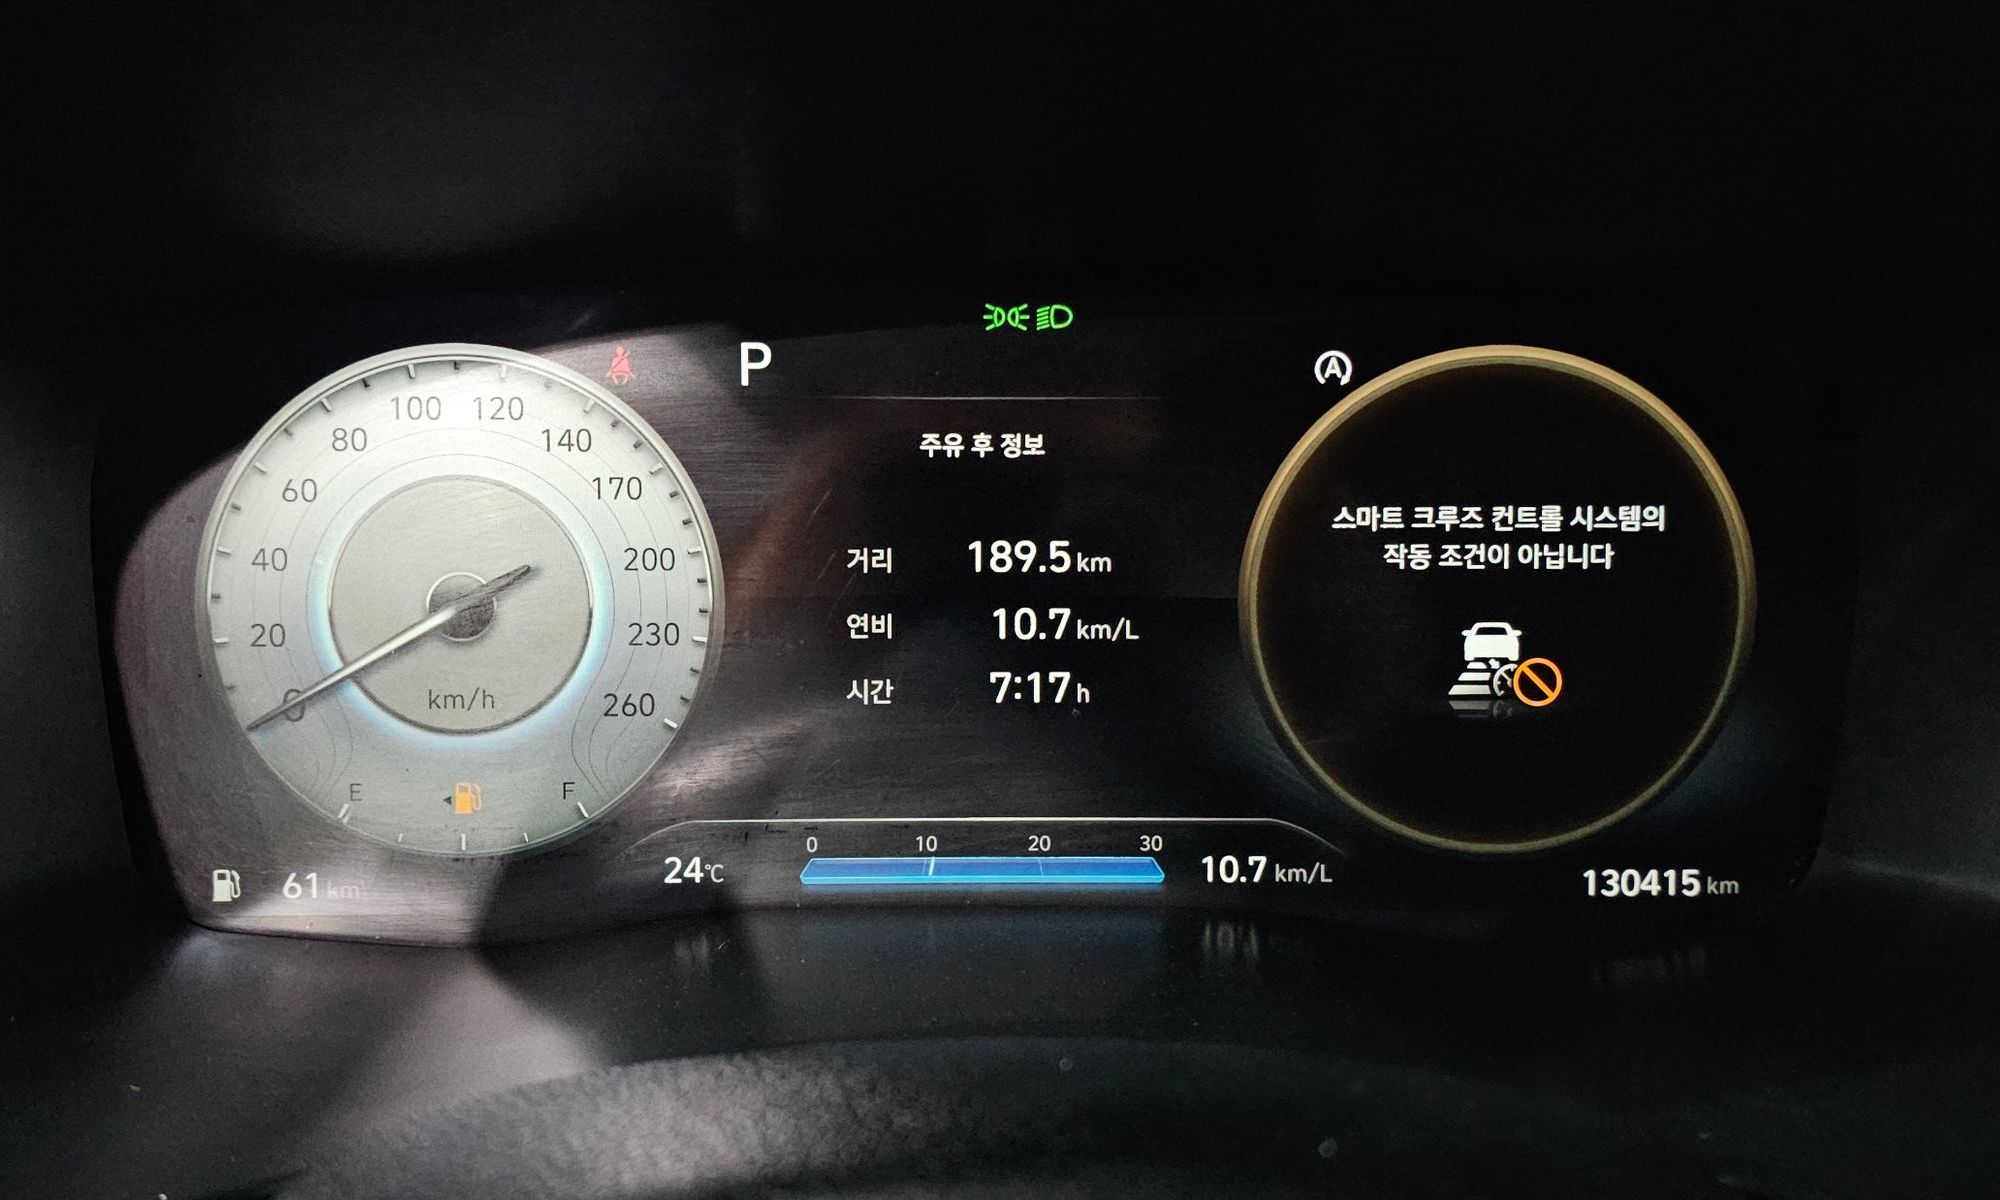 P
A
100 120
80 140
60 170
40 200
20 230
0 260
km/h
E F
61 km
주유 후 정보
거리 189.5 km
연비 10.7 km/L
시간 7:17 h
0 10 20 30
24℃
10.7 km/L
스마트 크루즈 컨트롤 시스템의
작동 조건이 아닙니다
130415 km